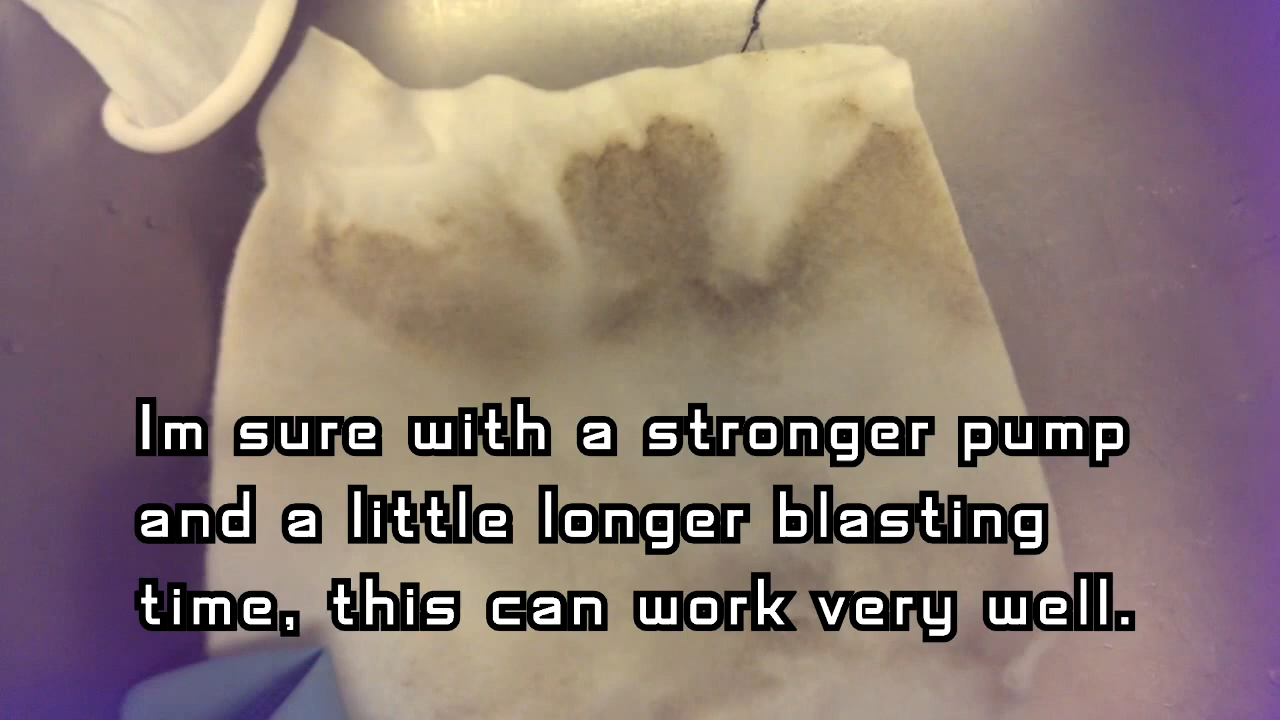 Im sure with a stronger pump
and a little longer blasting
time, this can work very well.